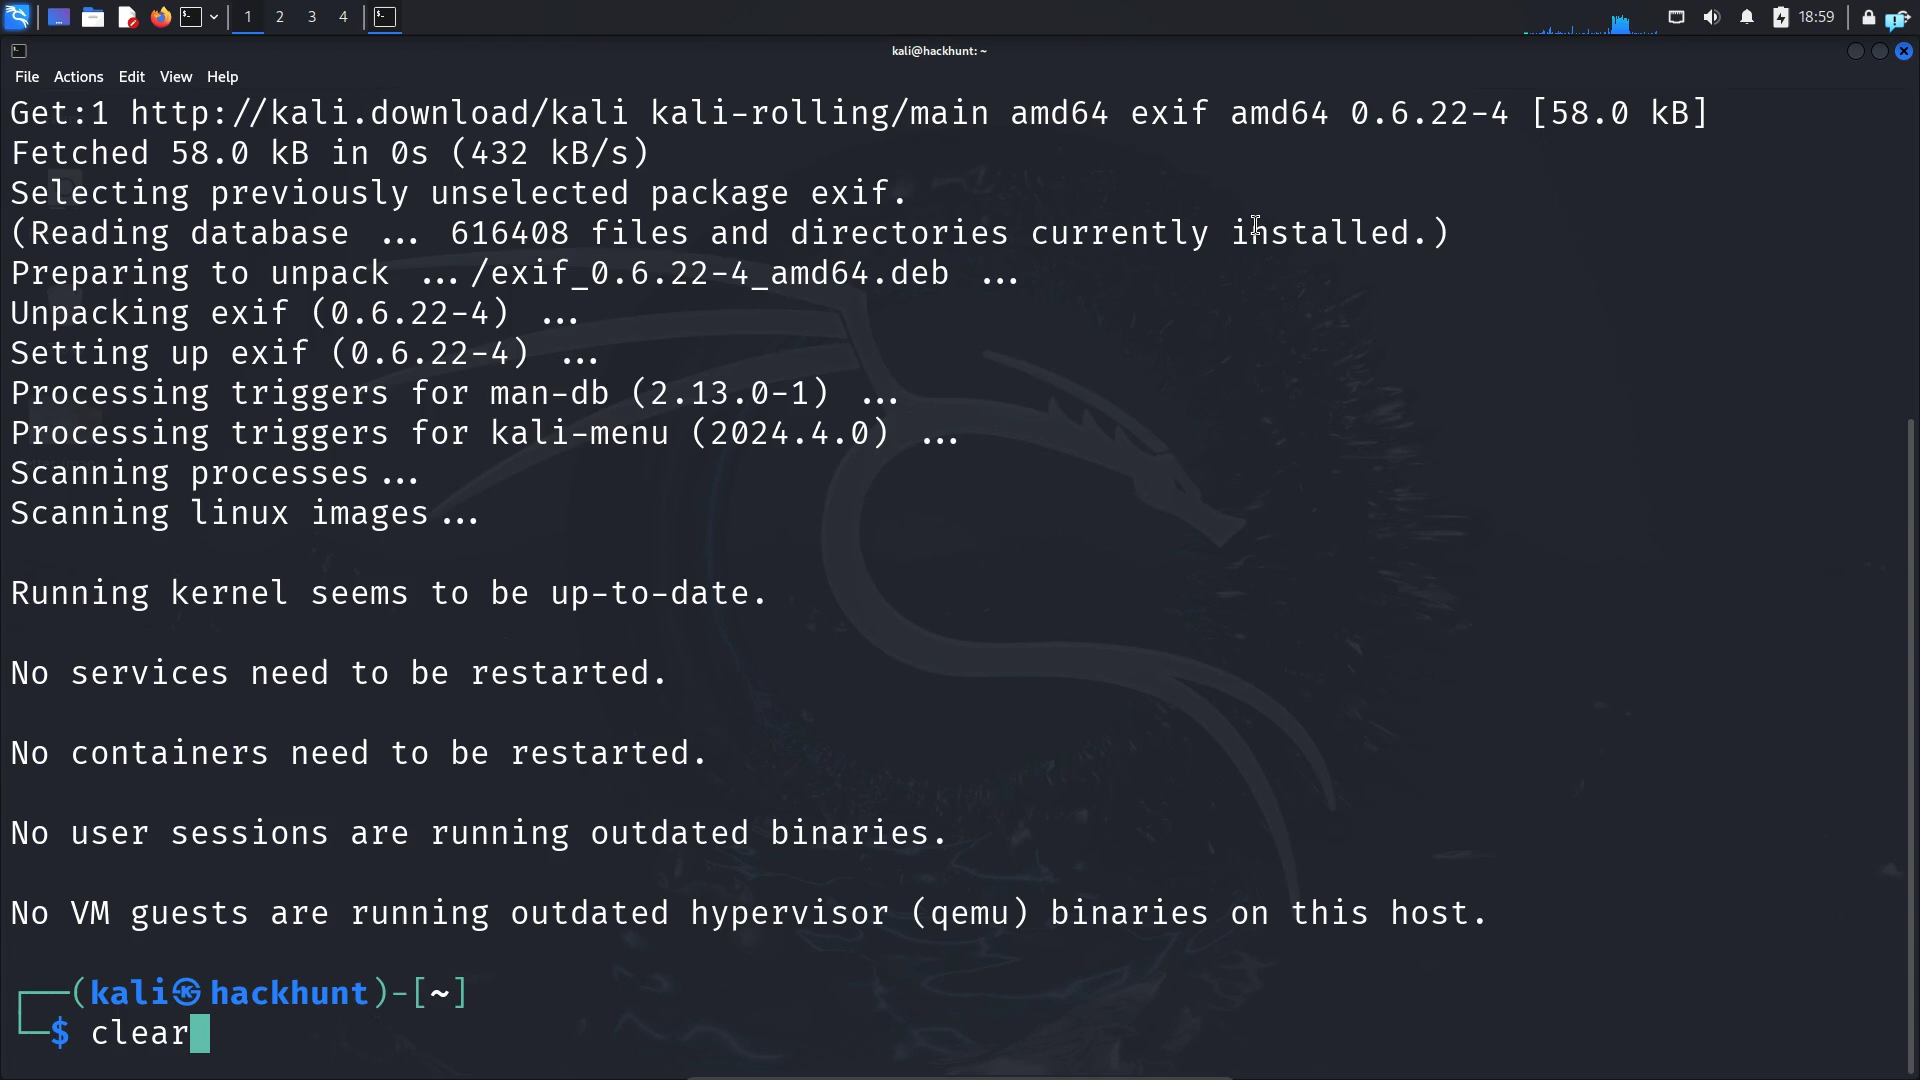 1 2 3 4 18:59
kali@hackhunt: ~
File Actions Edit View Help
Get:1 http://kali.download/kali kali-rolling/main amd64 exif amd64 0.6.22-4 [58.0 kB]
Fetched 58.0 kB in 0s (432 kB/s)
Selecting previously unselected package exif.
(Reading database ... 616408 files and directories currently installed.)
Preparing to unpack .../exif_0.6.22-4_amd64.deb ...
Unpacking exif (0.6.22-4) ...
Setting up exif (0.6.22-4) ...
Processing triggers for man-db (2.13.0-1) ...
Processing triggers for kali-menu (2024.4.0) ...
Scanning processes...
Scanning linux images...
Running kernel seems to be up-to-date.
No services need to be restarted.
No containers need to be restarted.
No user sessions are running outdated binaries.
No VM guests are running outdated hypervisor (qemu) binaries on this host.
┌──(kali㉿hackhunt)-[~]
└─$ clear